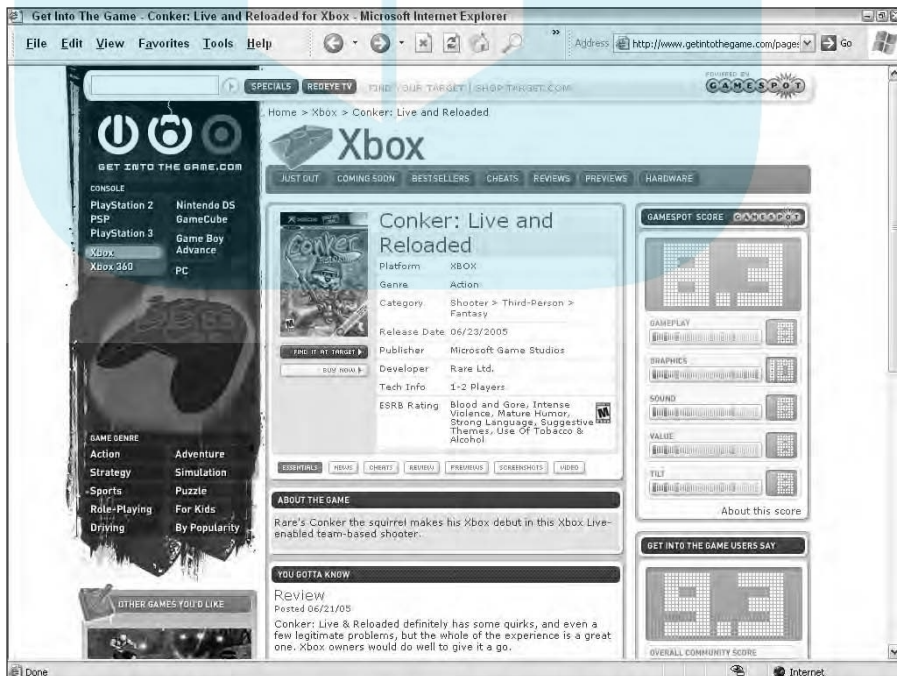 Get Into The Game - Conker: Live and Reloaded for Xbox - Microsoft Internet Explorer
File Edit View Favorites Tools Help
Address http://www.getintothegame.com/page: Go
SPECIALS REDEYE TV FIND YOUR TARGET | SHOP TARGET.COM
POWERED BY
GAMESPOT
GET INTO THE GAME.COM
CONSOLE
PlayStation 2
PSP
PlayStation 3
Xbox
Xbox 360
Nintendo DS
GameCube
Game Boy
Advance
PC
GAME GENRE
Action
Strategy
Sports
Role-Playing
Driving
Adventure
Simulation
Puzzle
For Kids
By Popularity
OTHER GAMES YOU'D LIKE
Home > Xbox > Conker: Live and Reloaded
Xbox
JUST OUT COMING SOON BESTSELLERS CHEATS REVIEWS PREVIEWS HARDWARE
Conker
M
FIND IT AT TARGET
BUY NOW
Conker: Live and
Reloaded
Platform XBOX
Genre Action
Category Shooter > Third-Person >
Fantasy
Release Date 06/23/2005
Publisher Microsoft Game Studios
Developer Rare Ltd.
Tech Info 1-2 Players
ESRB Rating Blood and Gore, Intense
Violence, Mature Humor,
Strong Language, Suggestive
Themes, Use Of Tobacco &
Alcohol
M
ESSENTIALS NEWS CHEATS REVIEW PREVIEWS SCREENSHOTS VIDEO
ABOUT THE GAME
Rare's Conker the squirrel makes his Xbox debut in this Xbox Live-
enabled team-based shooter.
YOU GOTTA KNOW
Review
Posted 06/21/05
Conker: Live & Reloaded definitely has some quirks, and even a
few legitimate problems, but the whole of the experience is a great
one. Xbox owners would do well to give it a go.
GAMESPOT SCORE GAMESPOT
8.3
GAMEPLAY
GRAPHICS
SOUND
VALUE
TILT
About this score
GET INTO THE GAME USERS SAY
9.3
OVERALL COMMUNITY SCORE
Done
Internet